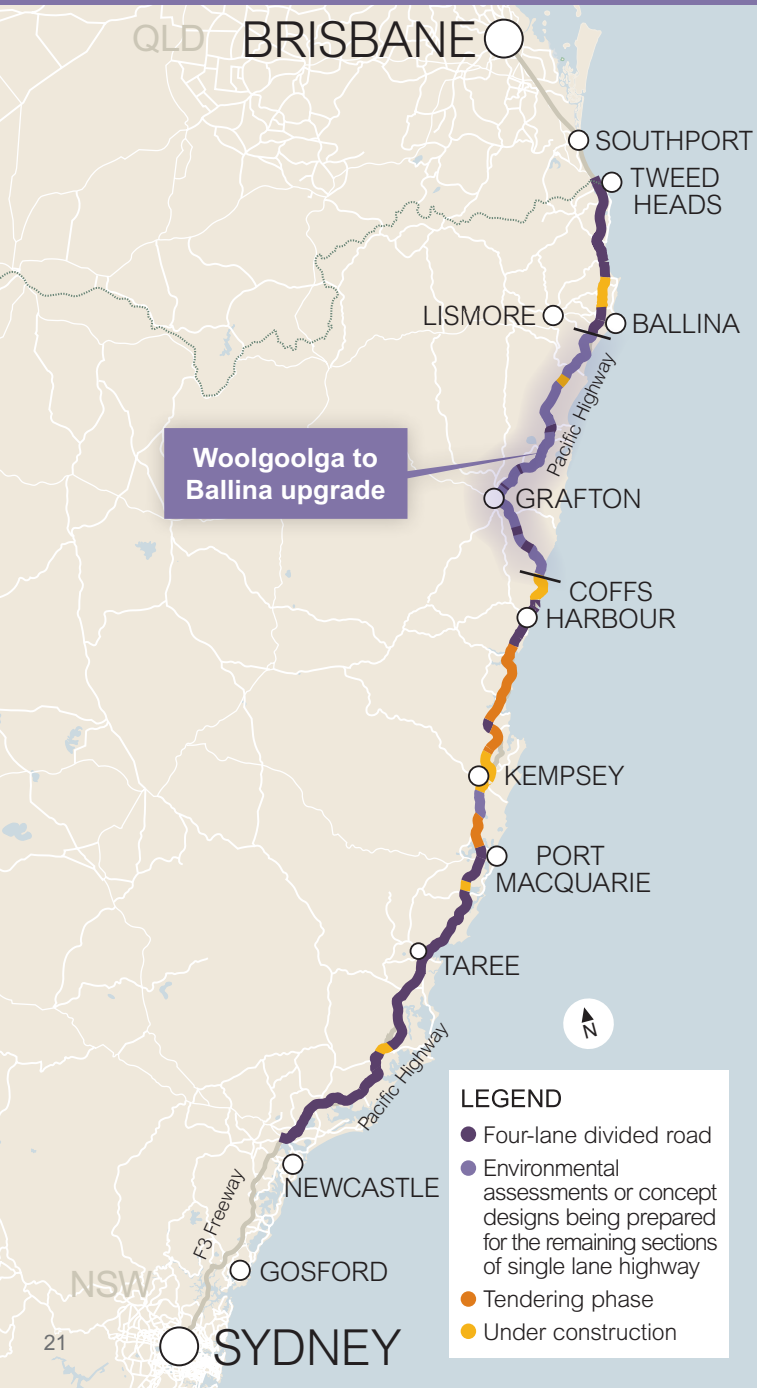 QLD
BRISBANE
SOUTHPORT
TWEED
HEADS
LISMORE
BALLINA
Pacific Highway
Woolgoolga to
Ballina upgrade
GRAFTON
COFFS
HARBOUR
KEMPSEY
PORT
MACQUARIE
TAREE
N
Pacific Highway
LEGEND
Four-lane divided road
Environmental
assessments or concept
designs being prepared
for the remaining sections
of single lane highway
Tendering phase
Under construction
NEWCASTLE
F3 Freeway
GOSFORD
NSW
SYDNEY
21